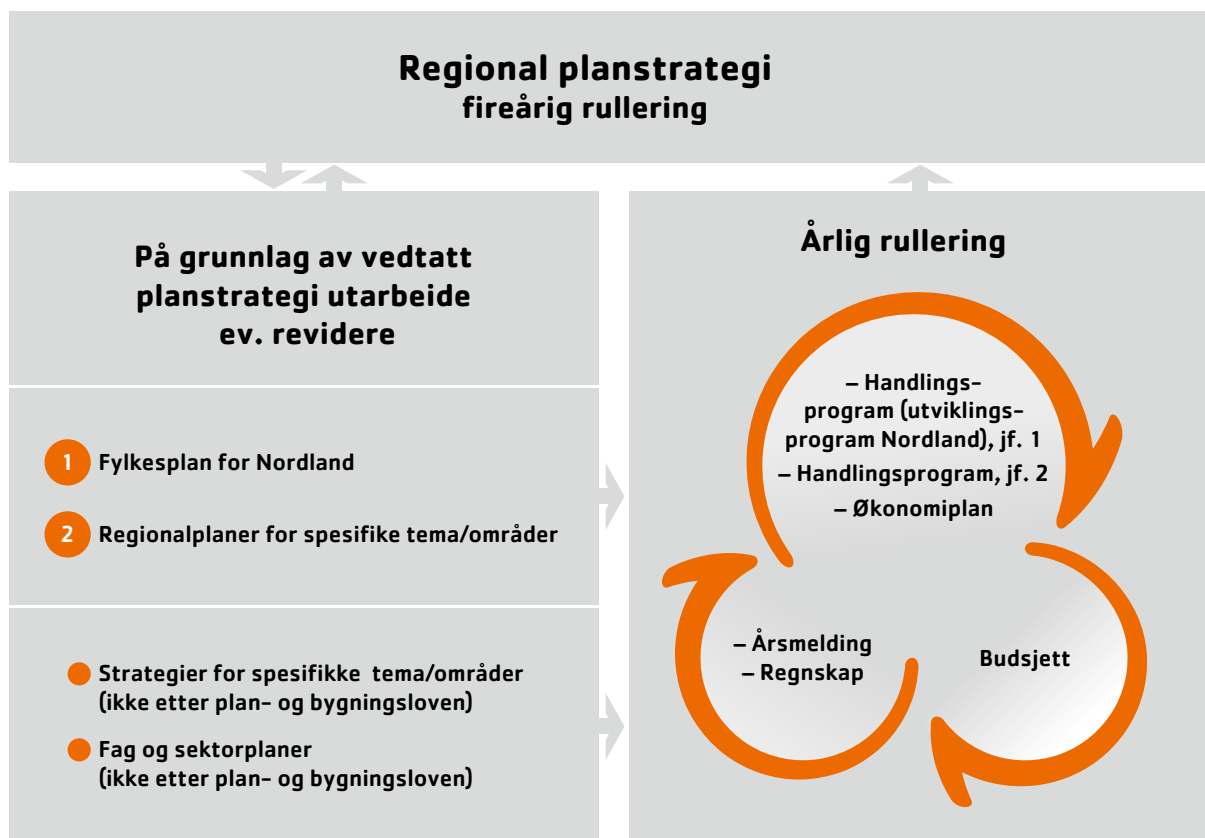 Regional planstrategi
fireårig rullering
På grunnlag av vedtatt
planstrategi utarbeide
ev. revidere
1 Fylkesplan for Nordland
2 Regionalplaner for spesifike tema/områder
Strategier for spesifikke tema/områder
(ikke etter plan- og bygningsloven)
Fag og sektorplaner
(ikke etter plan- og bygningsloven)
Årlig rullering
– Handlings-
program (utviklings-
program Nordland), jf. 1
– Handlingsprogram, jf. 2
– Økonomiplan
– Årsmelding
– Regnskap
Budsjett